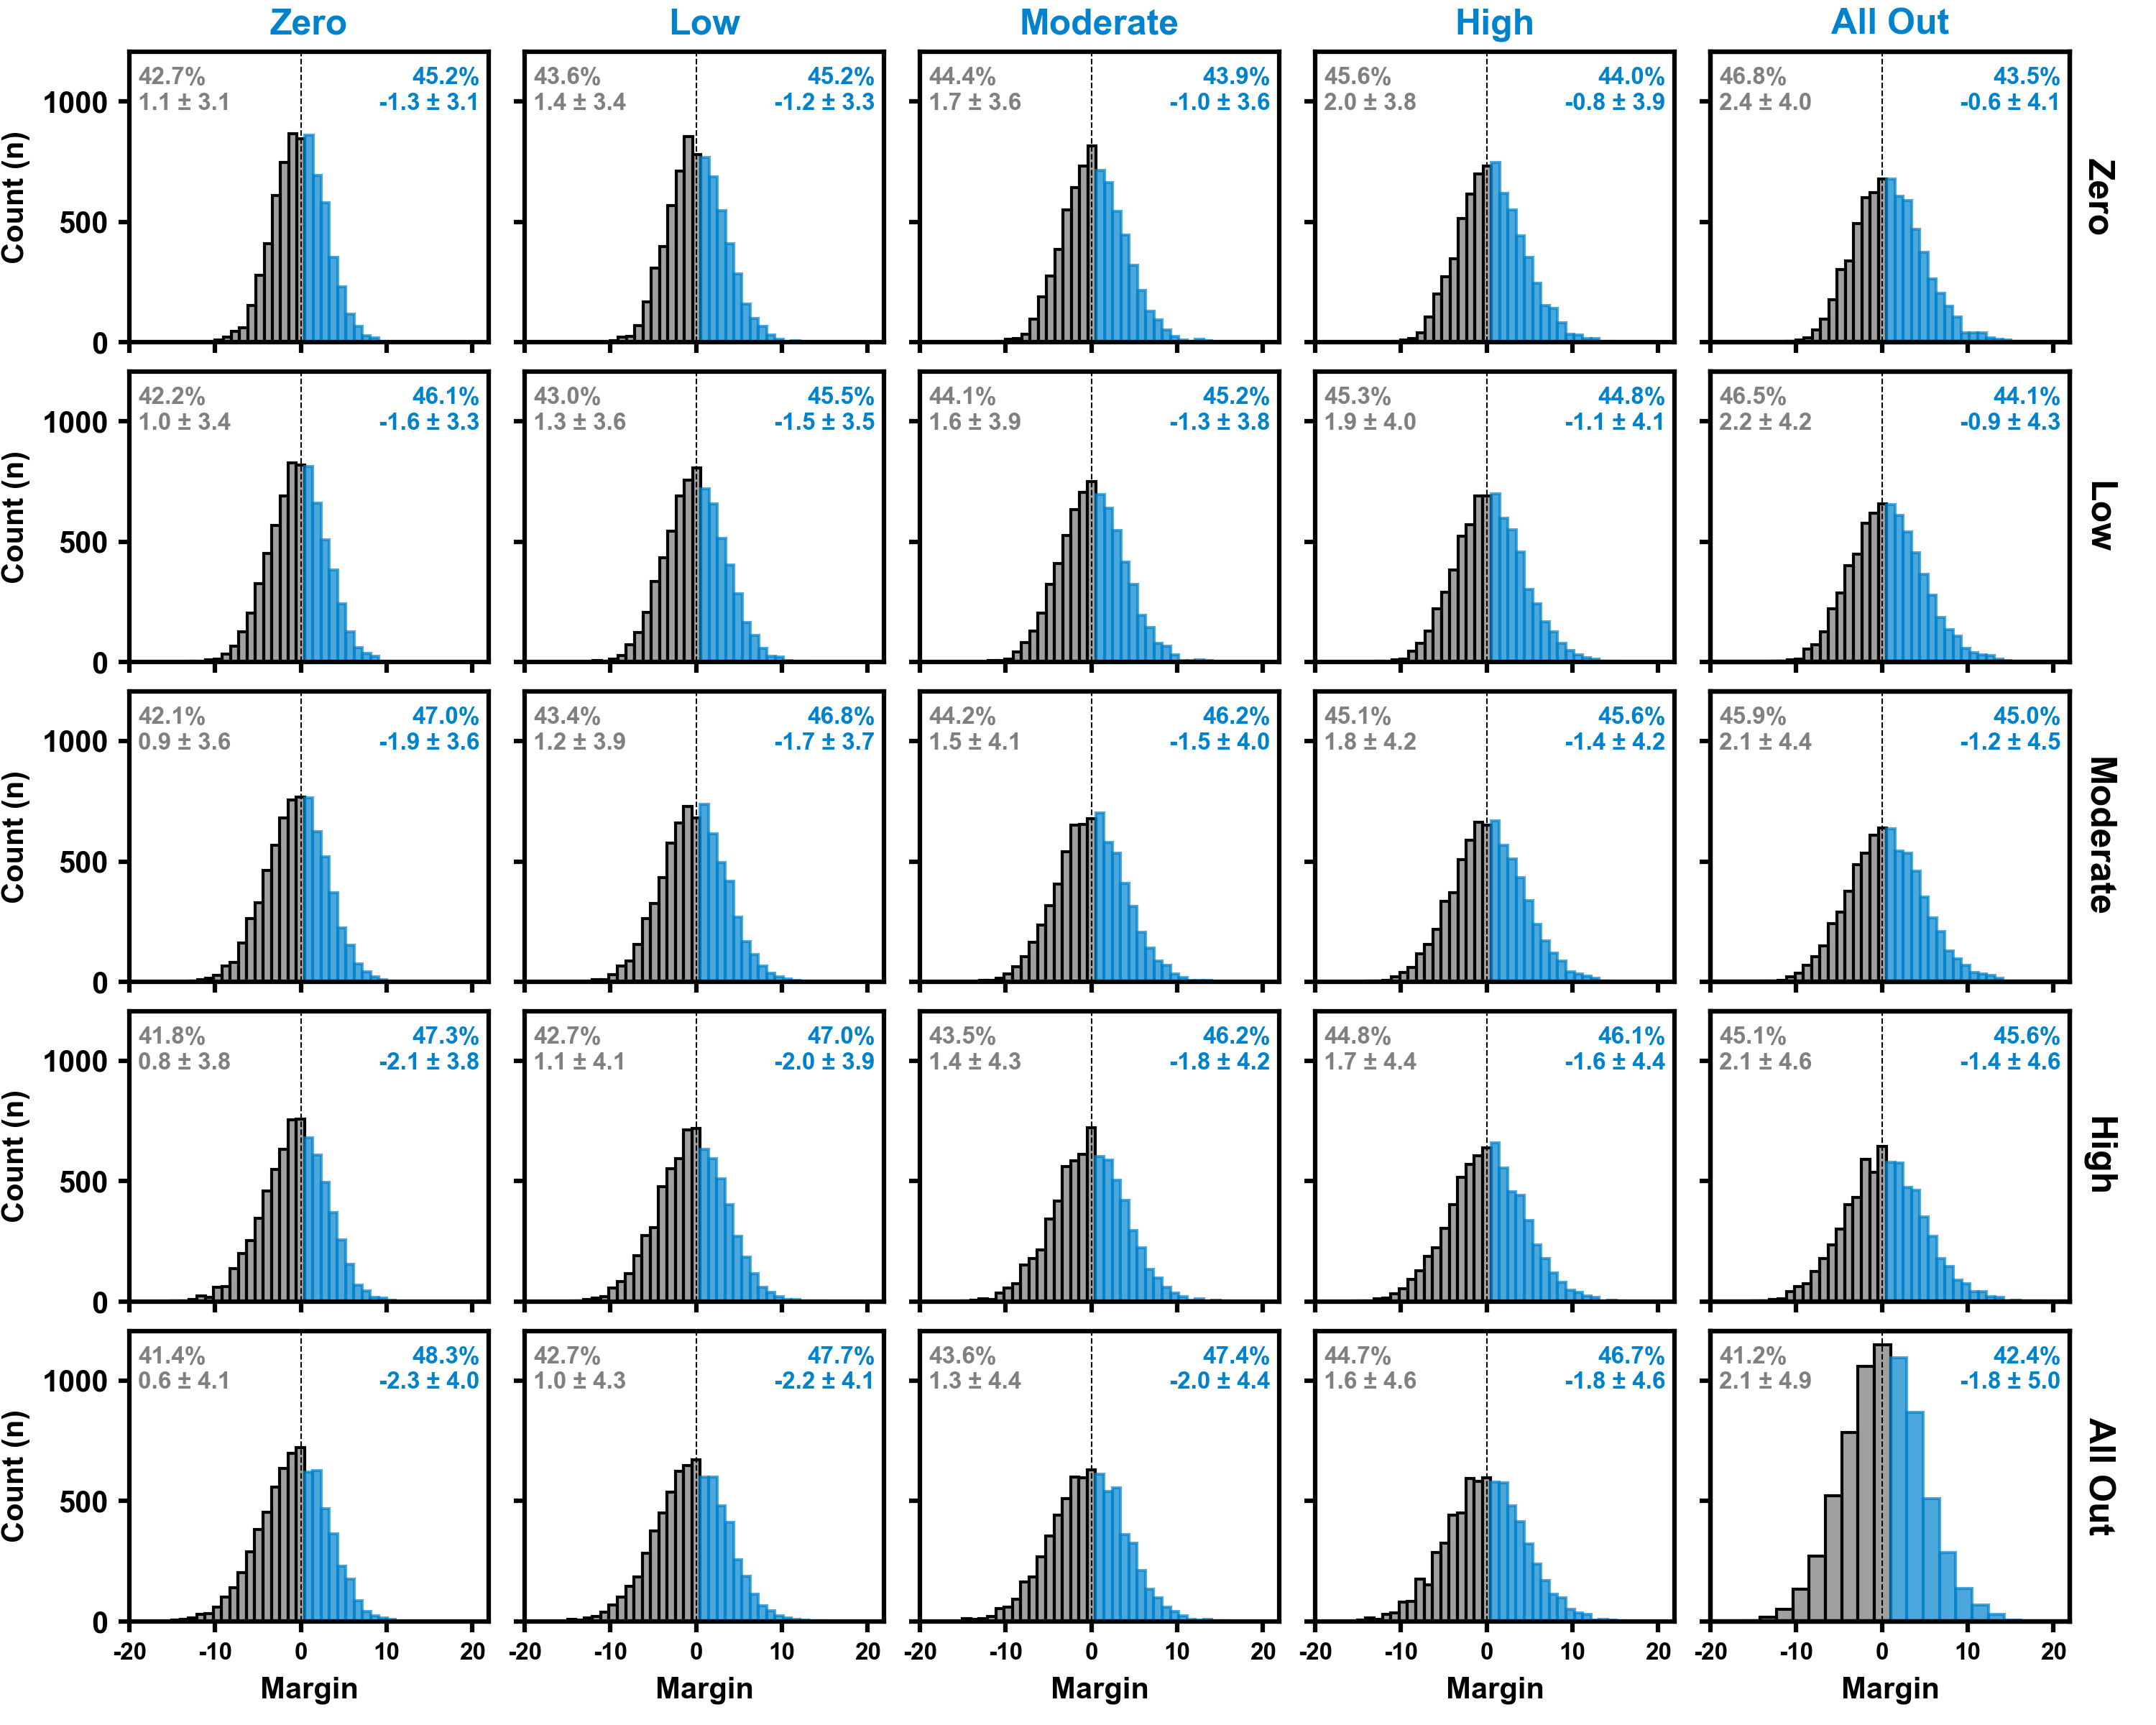 Zero Low Moderate High All Out
42.7% 45.2% 43.6% 45.2% 44.4% 43.9% 45.6% 44.0% 46.8% 43.5%
1000 1.1 ± 3.1 -1.3 ± 3.1 1.4 ± 3.4 -1.2 ± 3.3 1.7 ± 3.6 -1.0 ± 3.6 2.0 ± 3.8 -0.8 ± 3.9 2.4 ± 4.0 -0.6 ± 4.1
Count (n) Zero
500
0
42.2% 46.1% 43.0% 45.5% 44.1% 45.2% 45.3% 44.8% 46.5% 44.1%
1000 1.0 ± 3.4 -1.6 ± 3.3 1.3 ± 3.6 -1.5 ± 3.5 1.6 ± 3.9 -1.3 ± 3.8 1.9 ± 4.0 -1.1 ± 4.1 2.2 ± 4.2 -0.9 ± 4.3
Count (n) Low
500
0
42.1% 47.0% 43.4% 46.8% 44.2% 46.2% 45.1% 45.6% 45.9% 45.0%
1000 0.9 ± 3.6 -1.9 ± 3.6 1.2 ± 3.9 -1.7 ± 3.7 1.5 ± 4.1 -1.5 ± 4.0 1.8 ± 4.2 -1.4 ± 4.2 2.1 ± 4.4 -1.2 ± 4.5
Count (n) Moderate
500
0
41.8% 47.3% 42.7% 47.0% 43.5% 46.2% 44.8% 46.1% 45.1% 45.6%
1000 0.8 ± 3.8 -2.1 ± 3.8 1.1 ± 4.1 -2.0 ± 3.9 1.4 ± 4.3 -1.8 ± 4.2 1.7 ± 4.4 -1.6 ± 4.4 2.1 ± 4.6 -1.4 ± 4.6
Count (n) High
500
0
41.4% 48.3% 42.7% 47.7% 43.6% 47.4% 44.7% 46.7% 41.2% 42.4%
1000 0.6 ± 4.1 -2.3 ± 4.0 1.0 ± 4.3 -2.2 ± 4.1 1.3 ± 4.4 -2.0 ± 4.4 1.6 ± 4.6 -1.8 ± 4.6 2.1 ± 4.9 -1.8 ± 5.0
Count (n) All Out
500
0
-20 -10 0 10 20 -20 -10 0 10 20 -20 -10 0 10 20 -20 -10 0 10 20 -20 -10 0 10 20
Margin Margin Margin Margin Margin